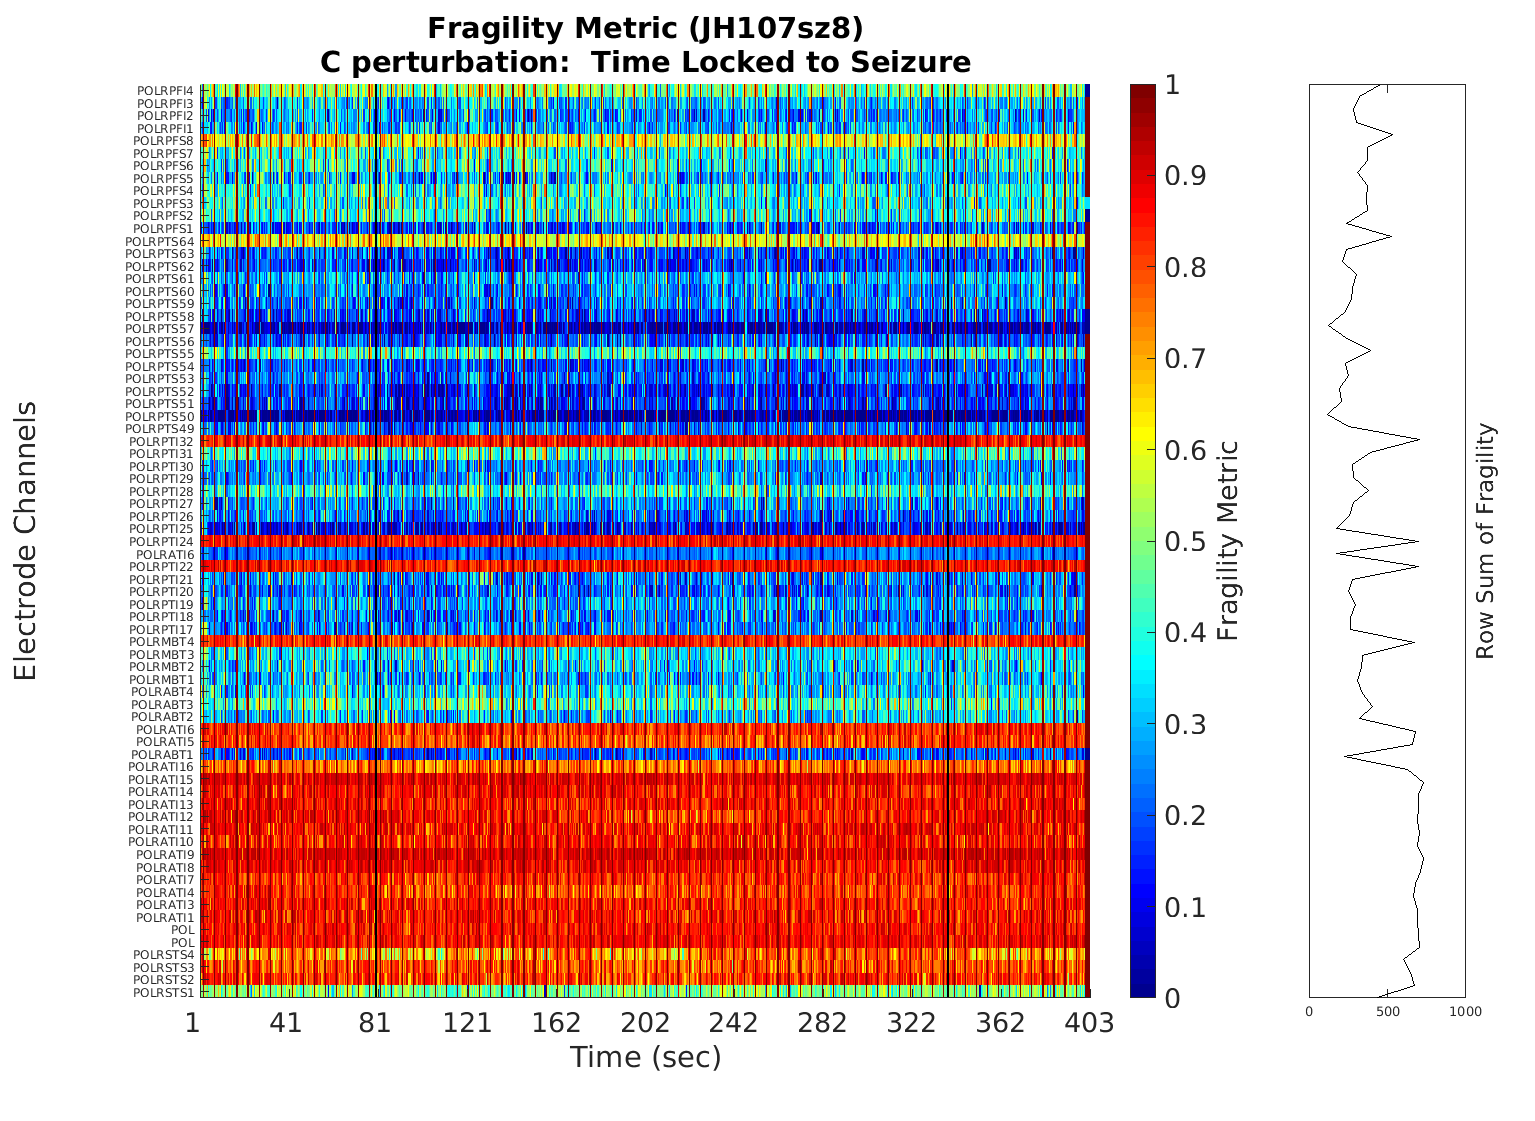 Fragility Metric (JH107sz8)
C perturbation:  Time Locked to Seizure
Electrode Channels
POLRPFI4
POLRPFI3
POLRPFI2
POLRPFI1
POLRPFS8
POLRPFS7
POLRPFS6
POLRPFS5
POLRPFS4
POLRPFS3
POLRPFS2
POLRPFS1
POLRPTS64
POLRPTS63
POLRPTS62
POLRPTS61
POLRPTS60
POLRPTS59
POLRPTS58
POLRPTS57
POLRPTS56
POLRPTS55
POLRPTS54
POLRPTS53
POLRPTS52
POLRPTS51
POLRPTS50
POLRPTS49
POLRPTI32
POLRPTI31
POLRPTI30
POLRPTI29
POLRPTI28
POLRPTI27
POLRPTI26
POLRPTI25
POLRPTI24
POLRATI6
POLRPTI22
POLRPTI21
POLRPTI20
POLRPTI19
POLRPTI18
POLRPTI17
POLRMBT4
POLRMBT3
POLRMBT2
POLRMBT1
POLRABT4
POLRABT3
POLRABT2
POLRATI6
POLRATI5
POLRABT1
POLRATI16
POLRATI15
POLRATI14
POLRATI13
POLRATI12
POLRATI11
POLRATI10
POLRATI9
POLRATI8
POLRATI7
POLRATI4
POLRATI3
POLRATI1
POL
POL
POLRSTS4
POLRSTS3
POLRSTS2
POLRSTS1
1 41 81 121 162 202 242 282 322 362 403
Time (sec)
1
0.9
0.8
0.7
0.6
0.5
0.4
0.3
0.2
0.1
0
Fragility Metric
0 500 1000
Row Sum of Fragility